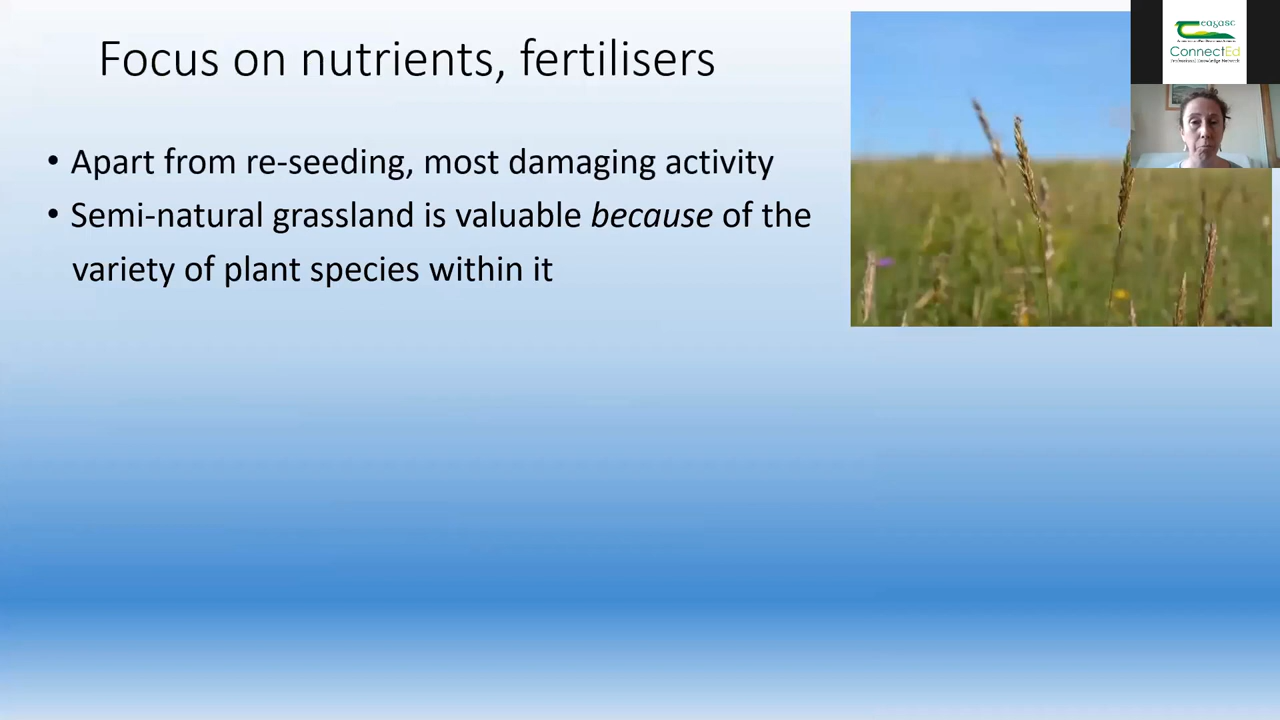 Focus on nutrients, fertilisers
eagasc
ConnectEd
• Apart from re-seeding, most damaging activity
• Semi-natural grassland is valuable because of the
variety of plant species within it